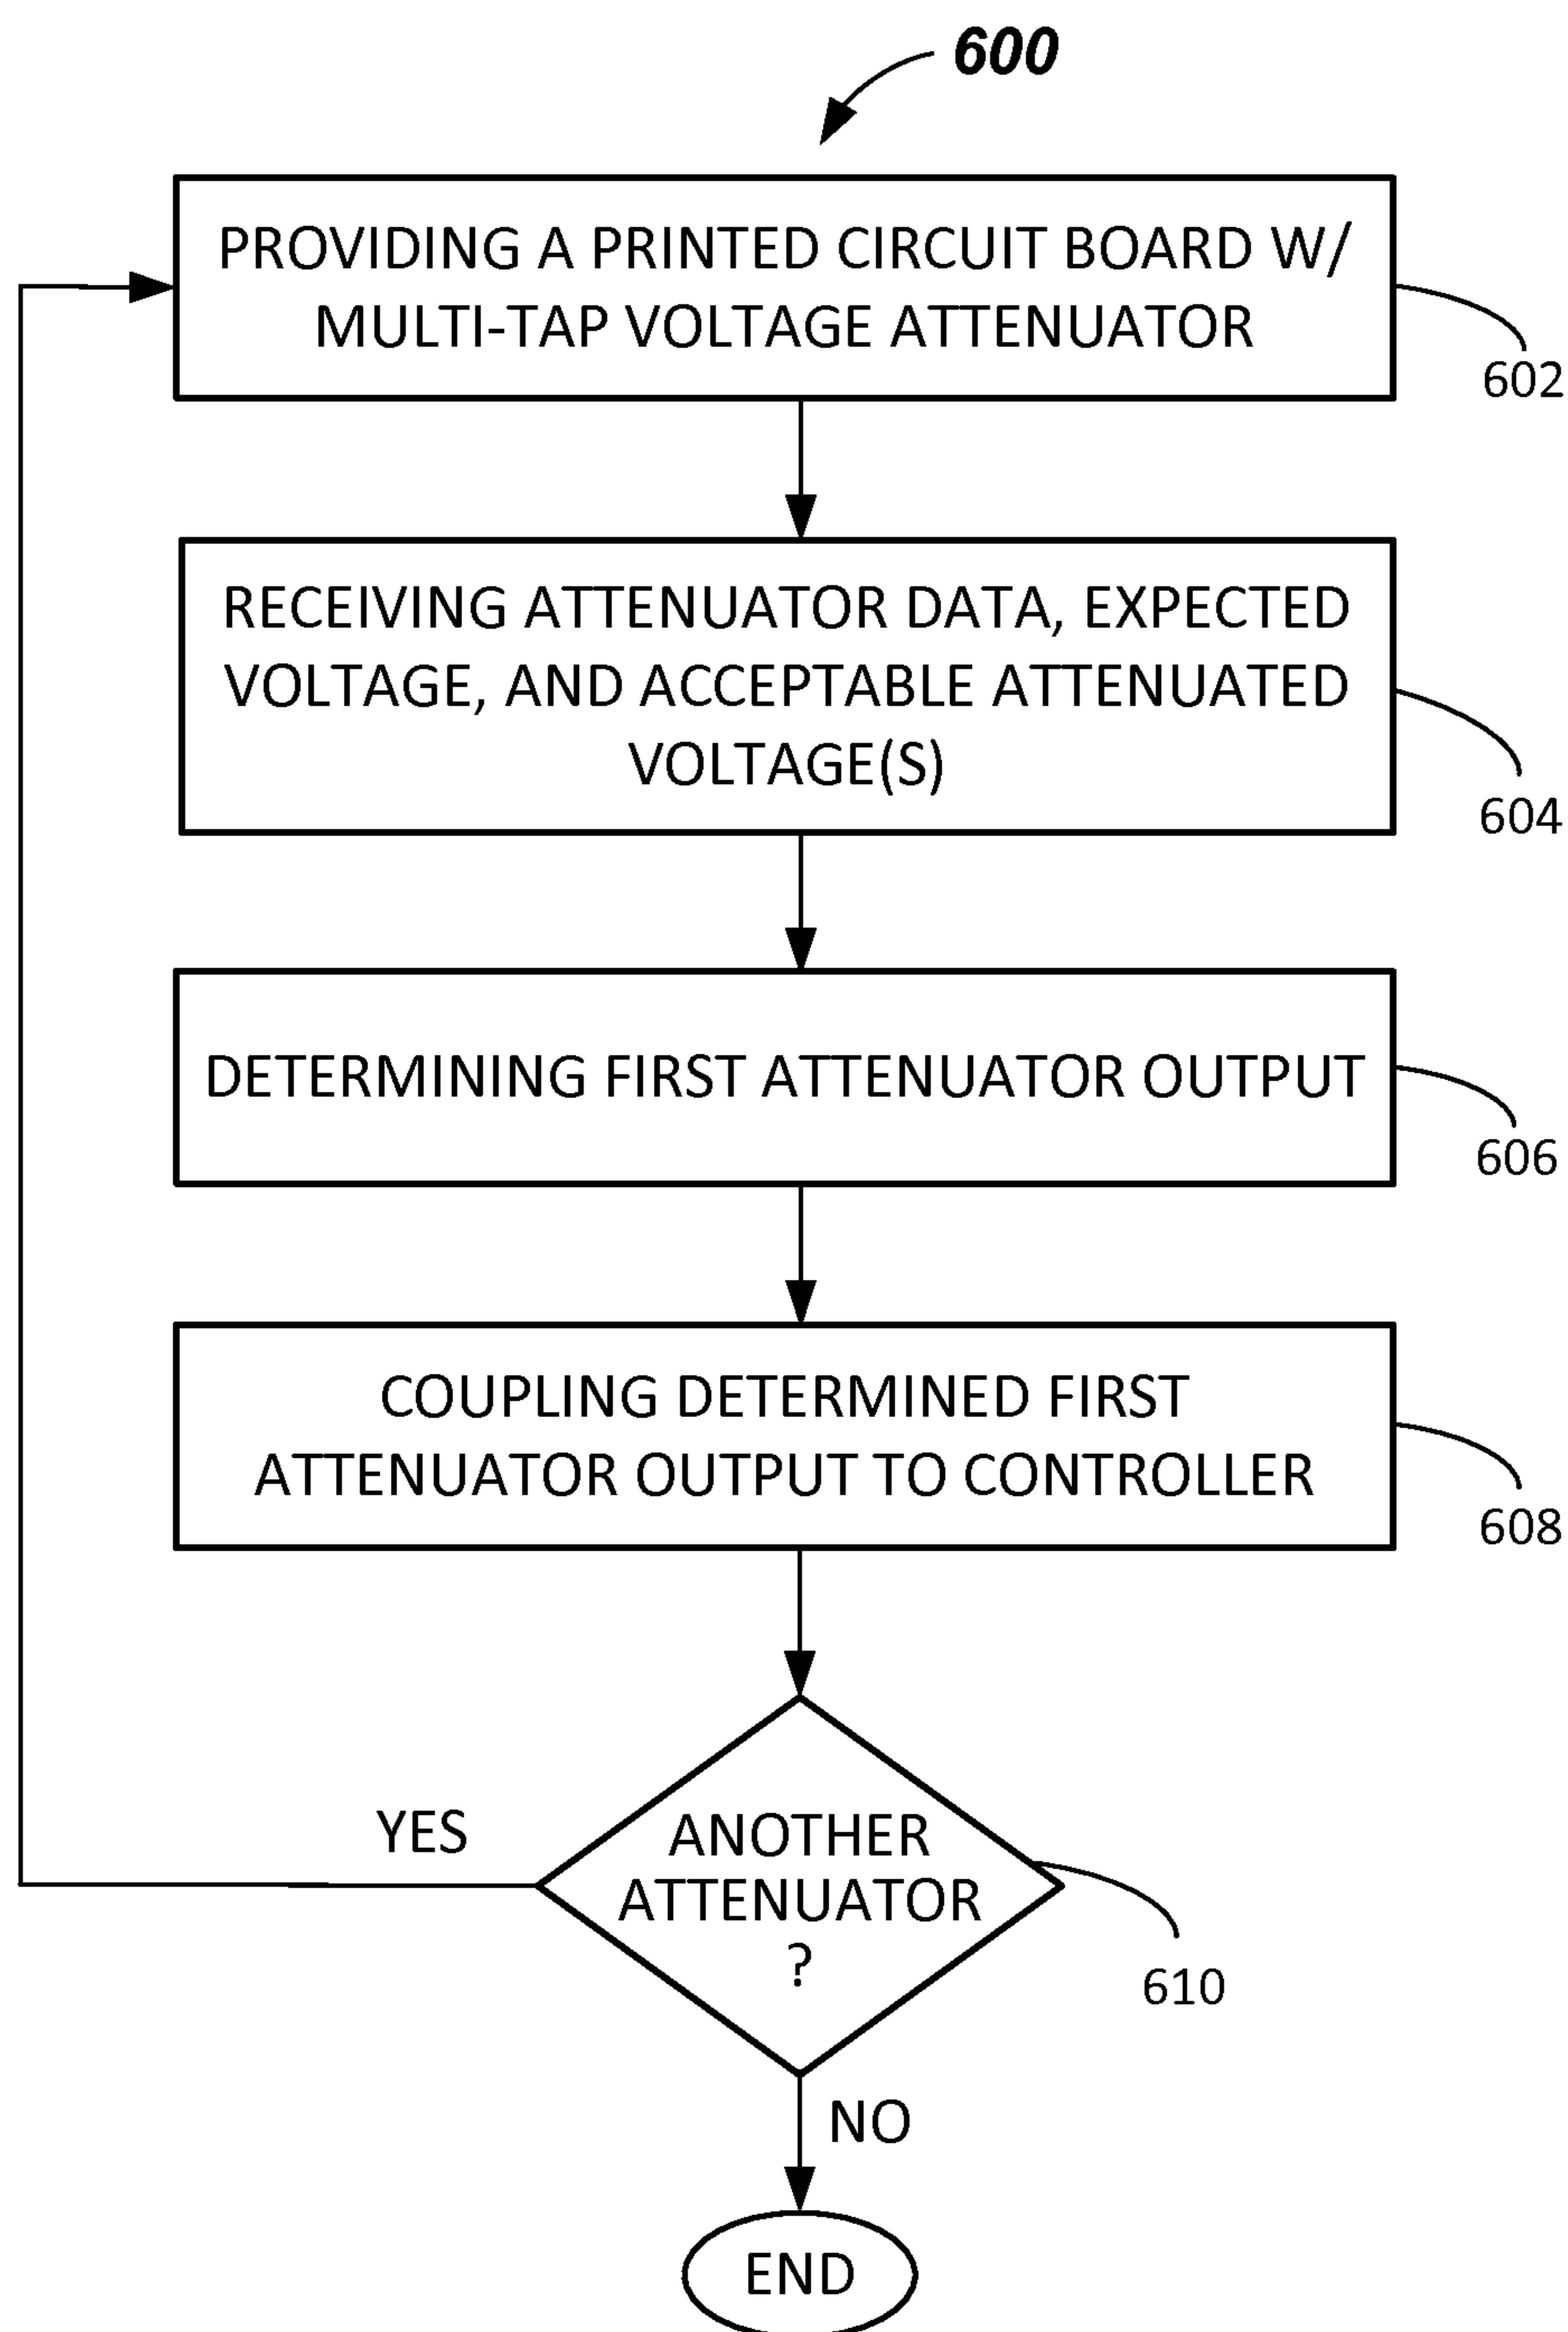 600
PROVIDING A PRINTED CIRCUIT BOARD W/
MULTI-TAP VOLTAGE ATTENUATOR
602
RECEIVING ATTENUATOR DATA, EXPECTED
VOLTAGE, AND ACCEPTABLE ATTENUATED
VOLTAGE(S)
604
DETERMINING FIRST ATTENUATOR OUTPUT
606
COUPLING DETERMINED FIRST
ATTENUATOR OUTPUT TO CONTROLLER
608
YES
ANOTHER
ATTENUATOR
?
610
NO
END